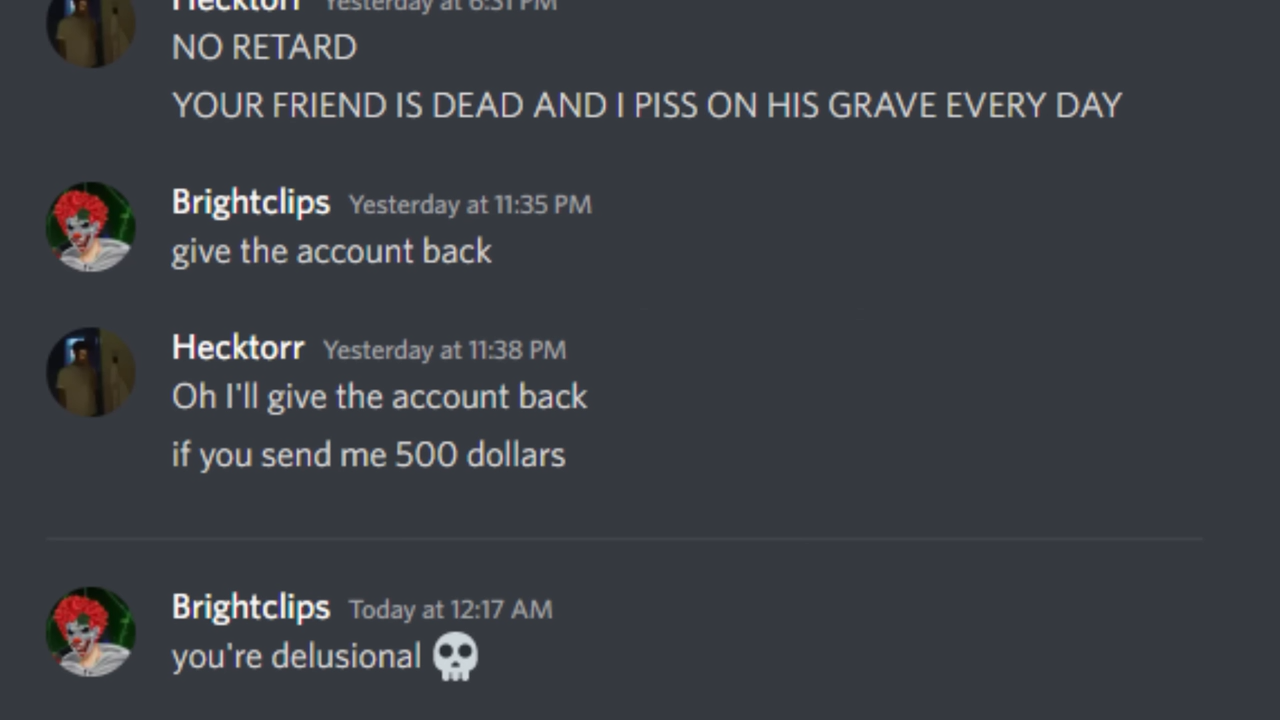 Hecktorr Yesterday at 6:31 PM
NO RETARD
YOUR FRIEND IS DEAD AND I PISS ON HIS GRAVE EVERY DAY
Brightclips Yesterday at 11:35 PM
give the account back
Hecktorr Yesterday at 11:38 PM
Oh I'll give the account back
if you send me 500 dollars
Brightclips Today at 12:17 AM
you're delusional 💀